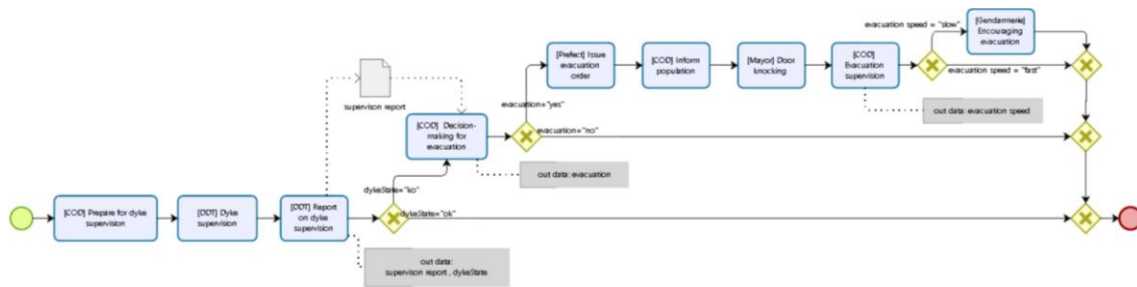 evacuation speed = "slow"
[Gendarmerie]
Encouraging
evacuation
[Prefect] Issue
evacuation
order
[COD] Inform
population
[Mayor] Door
knocking
[COD]
Evacuation
supervision
evacuation speed = "fast"
supervison report
evacuation="yes"
out data: evacuation speed
[COD] Decision-
making for
evacuation
evacuation="no"
out data: evacuation
dykeState="ko"
[COD] Prepare for dyke
supervision
[DDT] Dyke
supervision
[DDT] Report
on dyke
supervision
dykeState="ok"
out data:
supervison report , dykeState